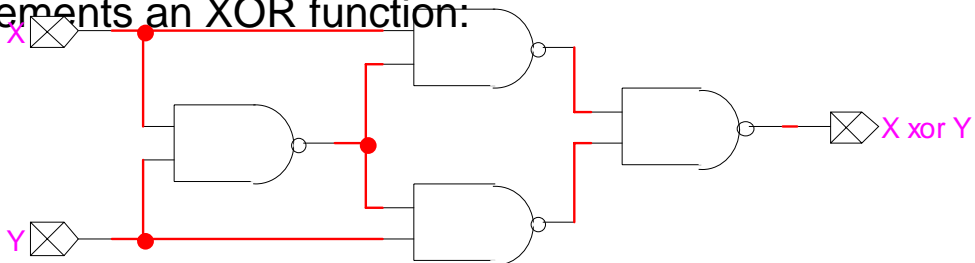 ements an XOR function:
X
X xor Y
Y